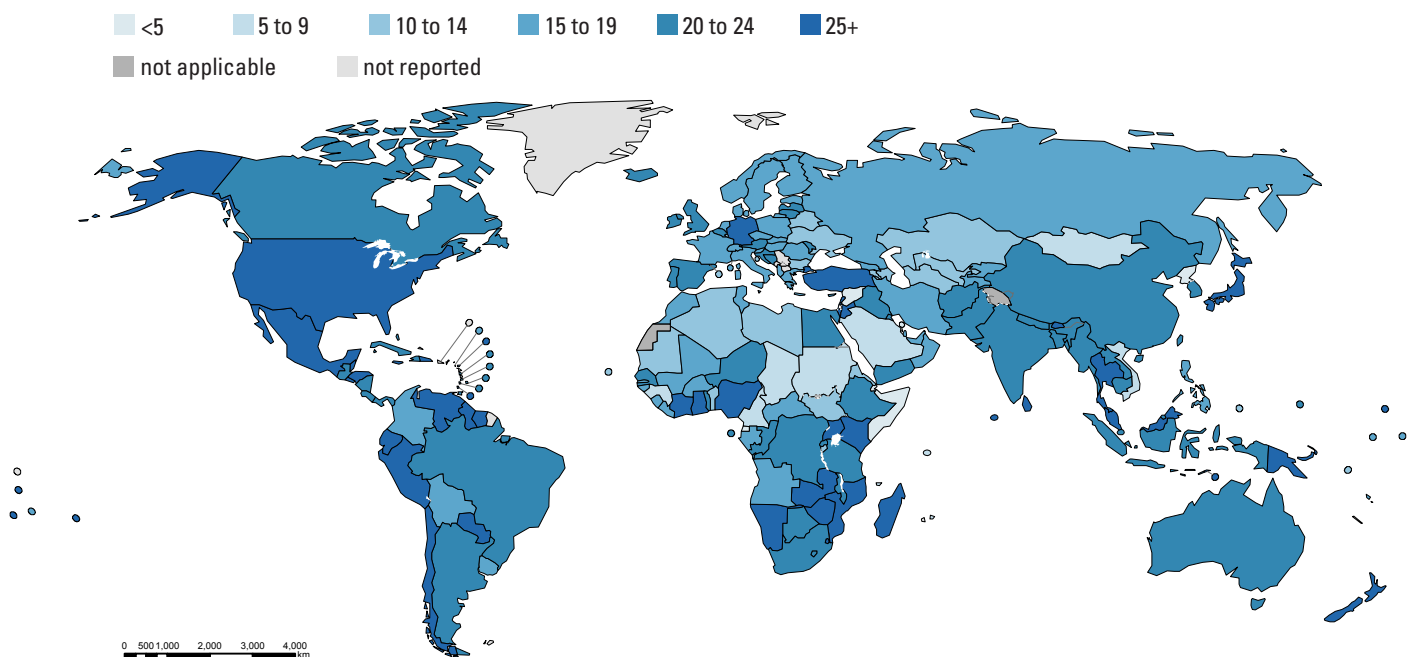 <5 5 to 9 10 to 14 15 to 19 20 to 24 25+
not applicable not reported
0 500 1,000 2,000 3,000 4,000
km